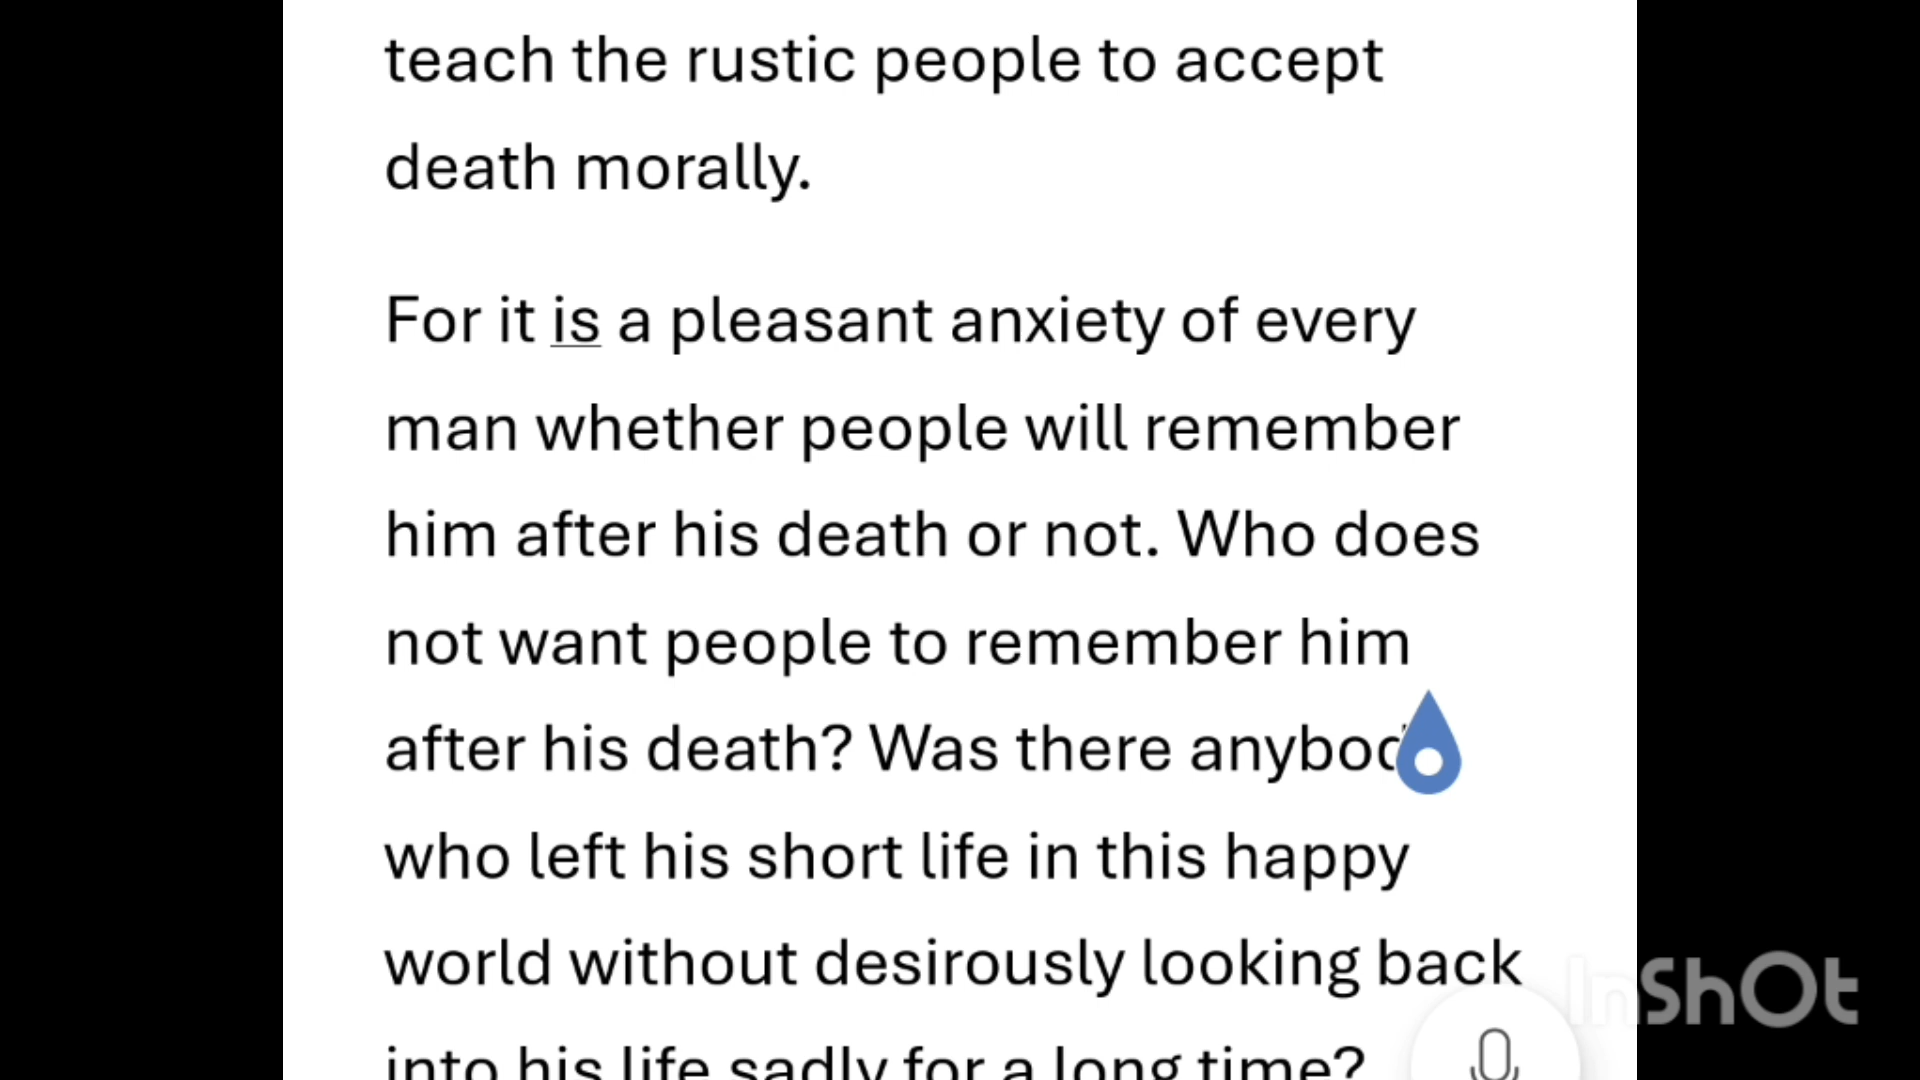 teach the rustic people to accept
death morally.
For it is a pleasant anxiety of every
man whether people will remember
him after his death or not. Who does
not want people to remember him
after his death? Was there
who left his short life in this happy
world without desirously looking back
into his life sadly for a long time?
InShOt